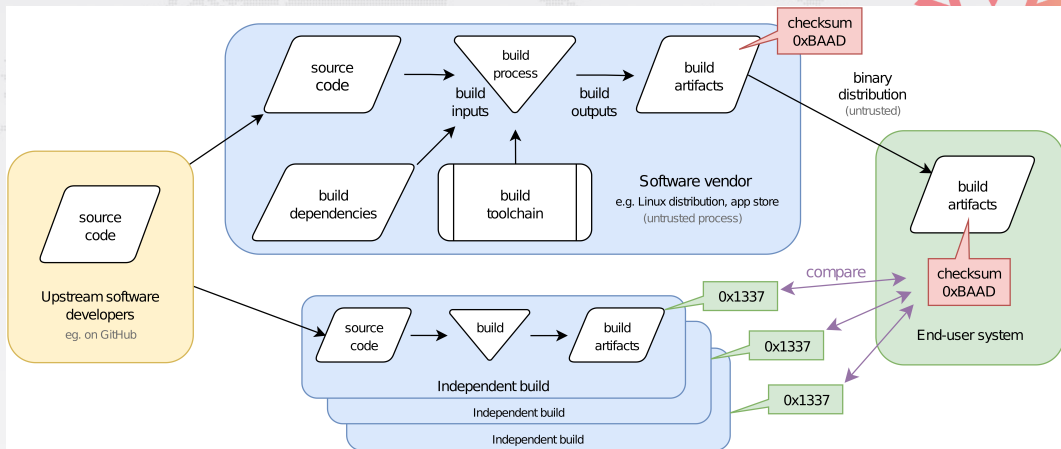 checksum
0xBAAD
source
code
build
process
build
inputs
build
outputs
build
artifacts
binary
distribution
(untrusted)
build
dependencies
build
toolchain
Software vendor
e.g. Linux distribution, app store
(untrusted process)
source
code
Upstream software
developers
eg. on GitHub
build
artifacts
checksum
0xBAAD
End-user system
compare
0x1337
0x1337
0x1337
source
code
build
build
artifacts
Independent build
Independent build
Independent build